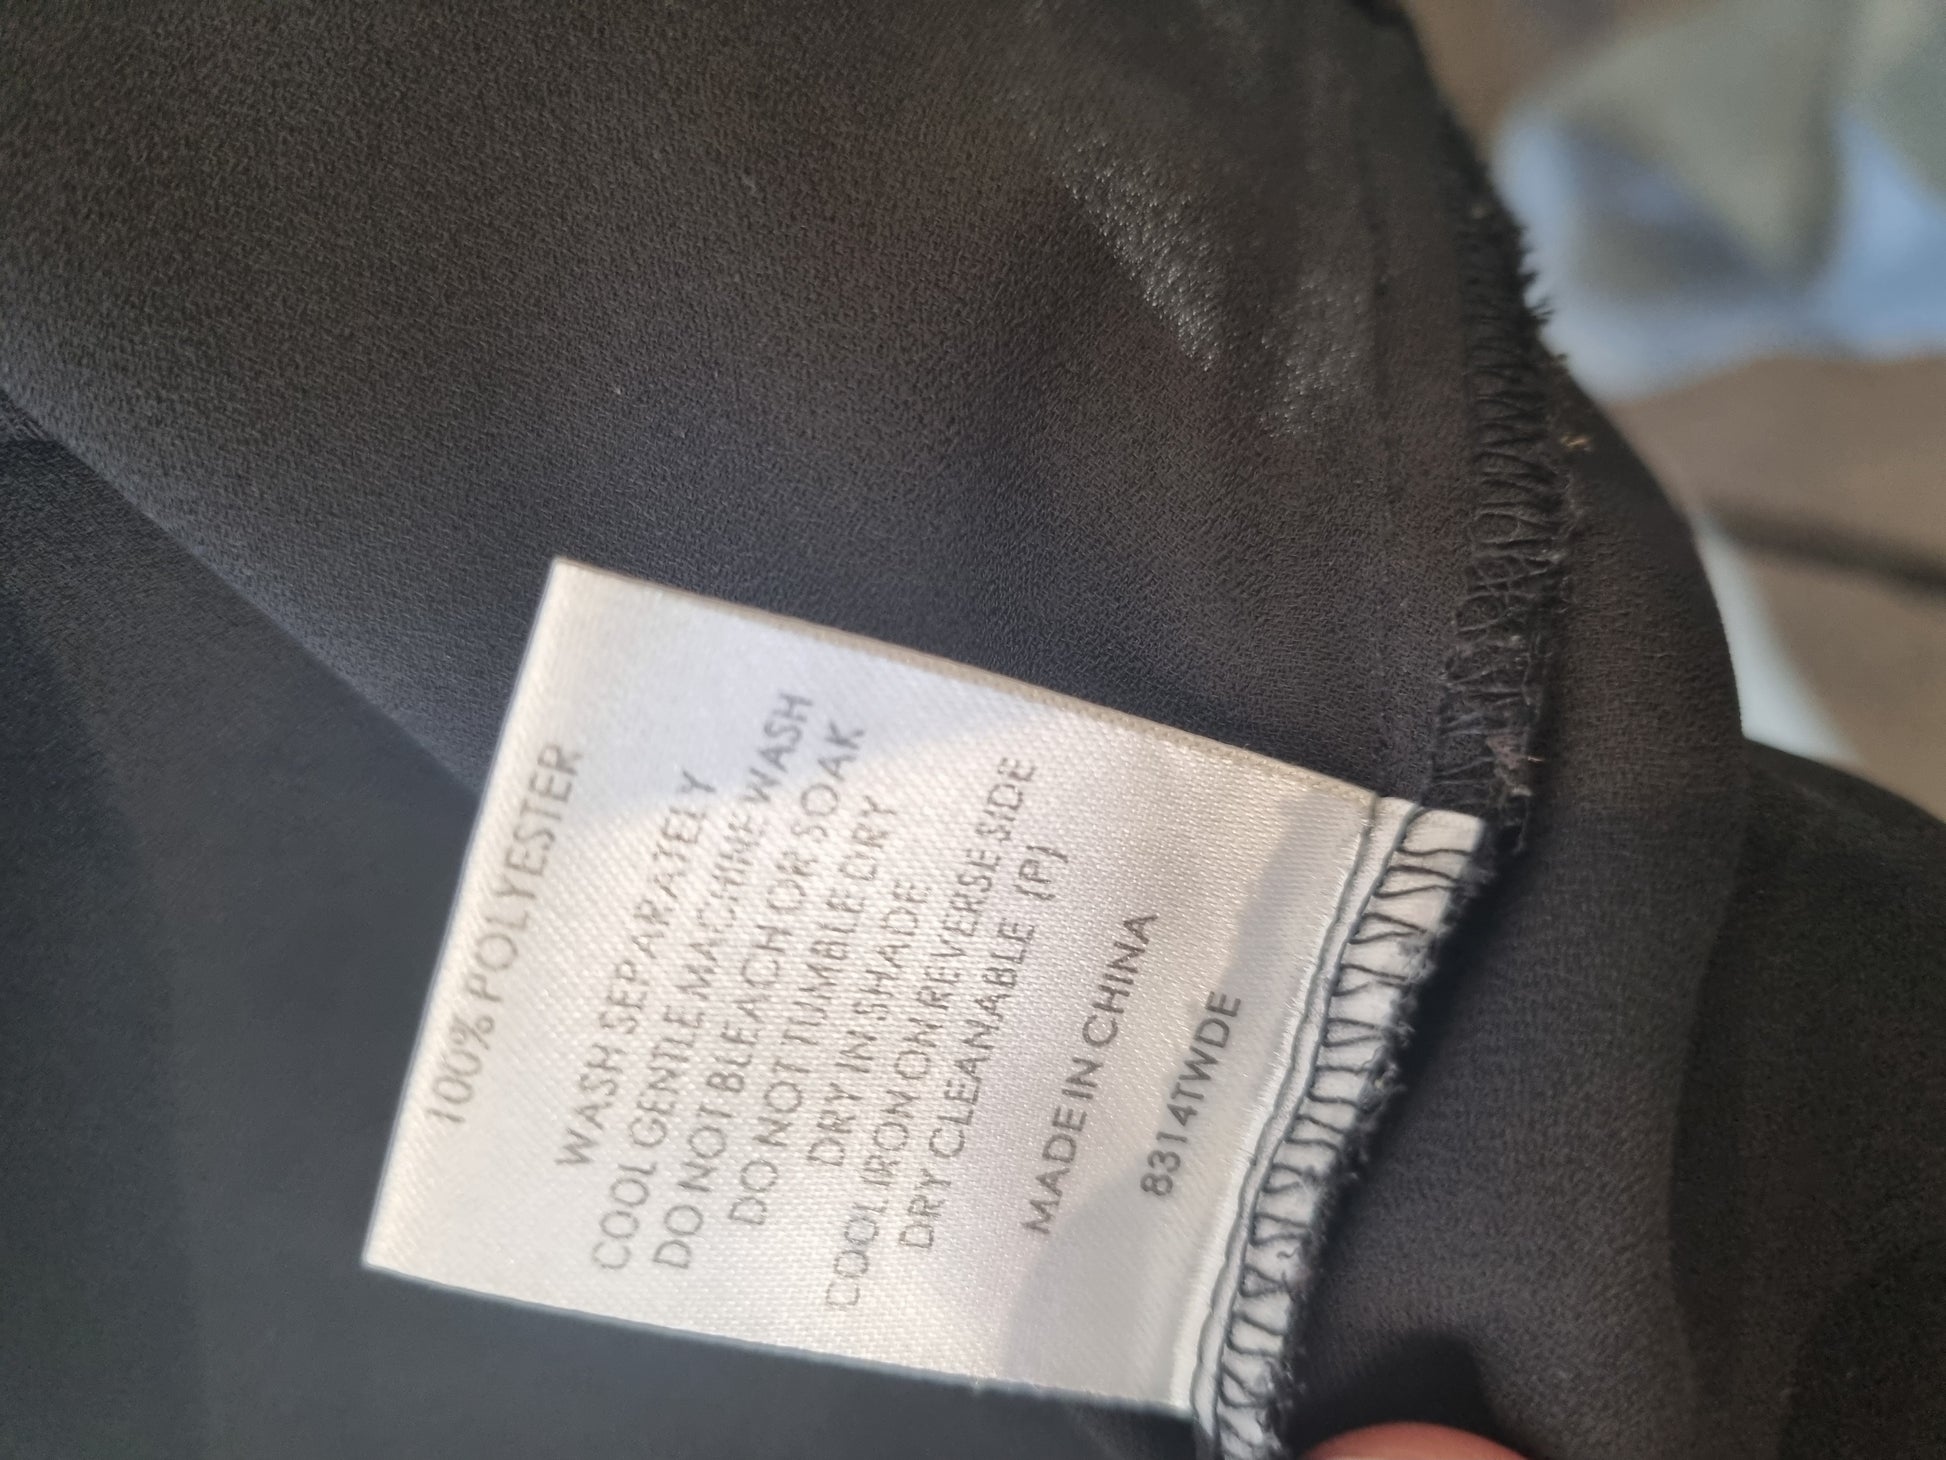 100% POLYESTER
WASH SEPARATELY
COOL GENTLE MACHINE WASH
DO NOT BLEACH OR SOAK
DO NOT TUMBLE DRY
DRY IN SHADE
COOL IRON ON REVERSE SIDE
DRY CLEANABLE (P)
MADE IN CHINA
8314TWDE